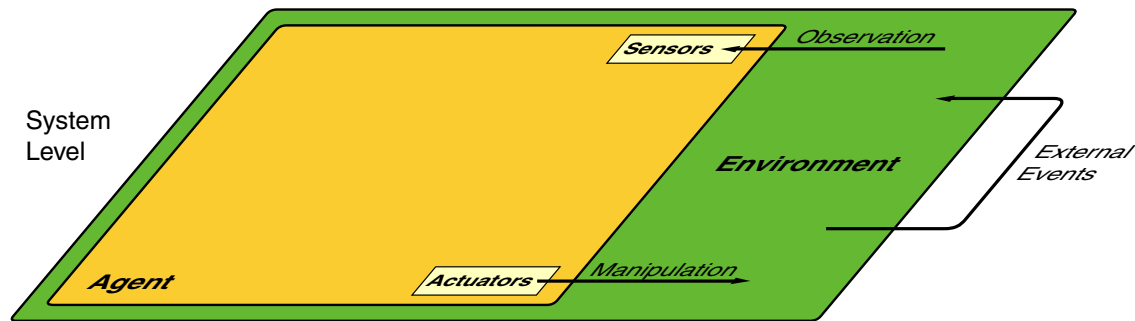 Sensors
Observation
System
Level
Environment
External
Events
Agent
Actuators
Manipulation